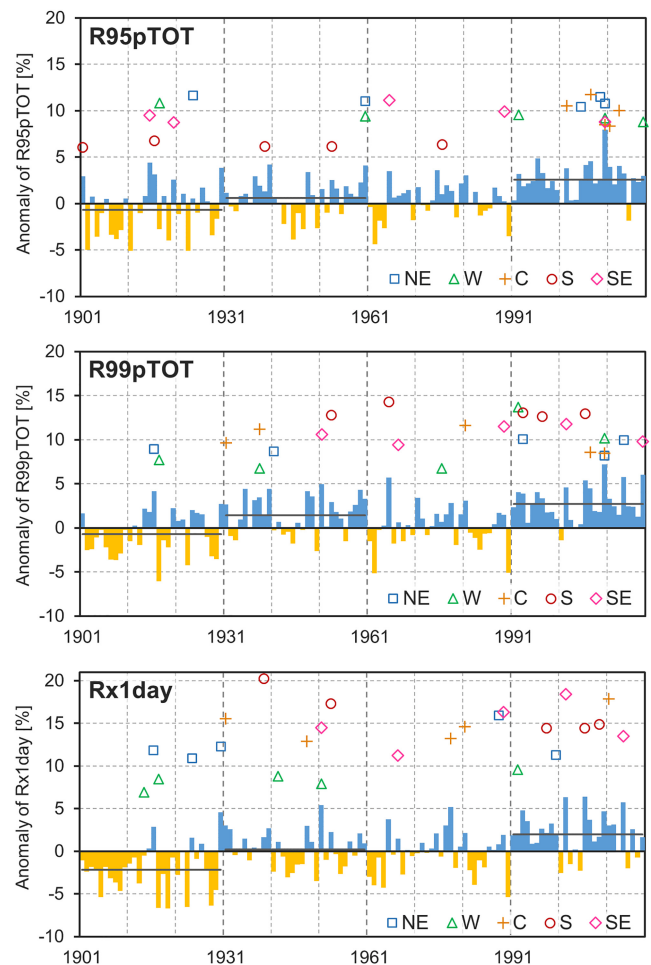 R95pTOT
Anomaly of R95pTOT [%]
20
15
10
5
0
-5
-10
NE W C S SE
1901 1931 1961 1991
R99pTOT
Anomaly of R99pTOT [%]
20
15
10
5
0
-5
-10
NE W C S SE
1901 1931 1961 1991
Rx1day
Anomaly of Rx1day [%]
20
15
10
5
0
-5
-10
NE W C S SE
1901 1931 1961 1991